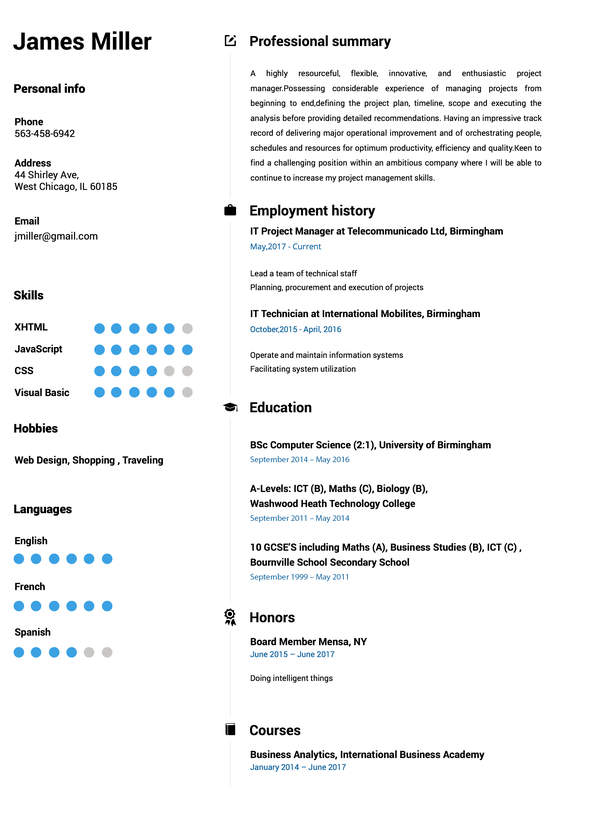 James Miller
Personal info
Phone
563-458-6942
Address
44 Shirley Ave,
West Chicago, IL 60185
Email
jmiller@gmail.com
Skills
XHTML
JavaScript
CSS
Visual Basic
Hobbies
Web Design, Shopping , Traveling
Languages
English
French
Spanish
Professional summary
A highly resourceful, flexible, innovative, and enthusiastic project
manager.Possessing considerable experience of managing projects from
beginning to end,defining the project plan, timeline, scope and executing the
analysis before providing detailed recommendations. Having an impressive track
record of delivering major operational improvement and of orchestrating people,
schedules and resources for optimum productivity, efficiency and quality.Keen to
find a challenging position within an ambitious company where I will be able to
continue to increase my project management skills.
Employment history
IT Project Manager at Telecommunicado Ltd, Birmingham
May,2017 - Current
Lead a team of technical staff
Planning, procurement and execution of projects
IT Technician at International Mobilites, Birmingham
October,2015 - April, 2016
Operate and maintain information systems
Facilitating system utilization
Education
BSc Computer Science (2:1), University of Birmingham
September 2014 – May 2016
A-Levels: ICT (B), Maths (C), Biology (B),
Washwood Heath Technology College
September 2011 – May 2014
10 GCSE'S including Maths (A), Business Studies (B), ICT (C) ,
Bournville School Secondary School
September 1999 – May 2011
Honors
Board Member Mensa, NY
June 2015 – June 2017
Doing intelligent things
Courses
Business Analytics, International Business Academy
January 2014 – June 2017